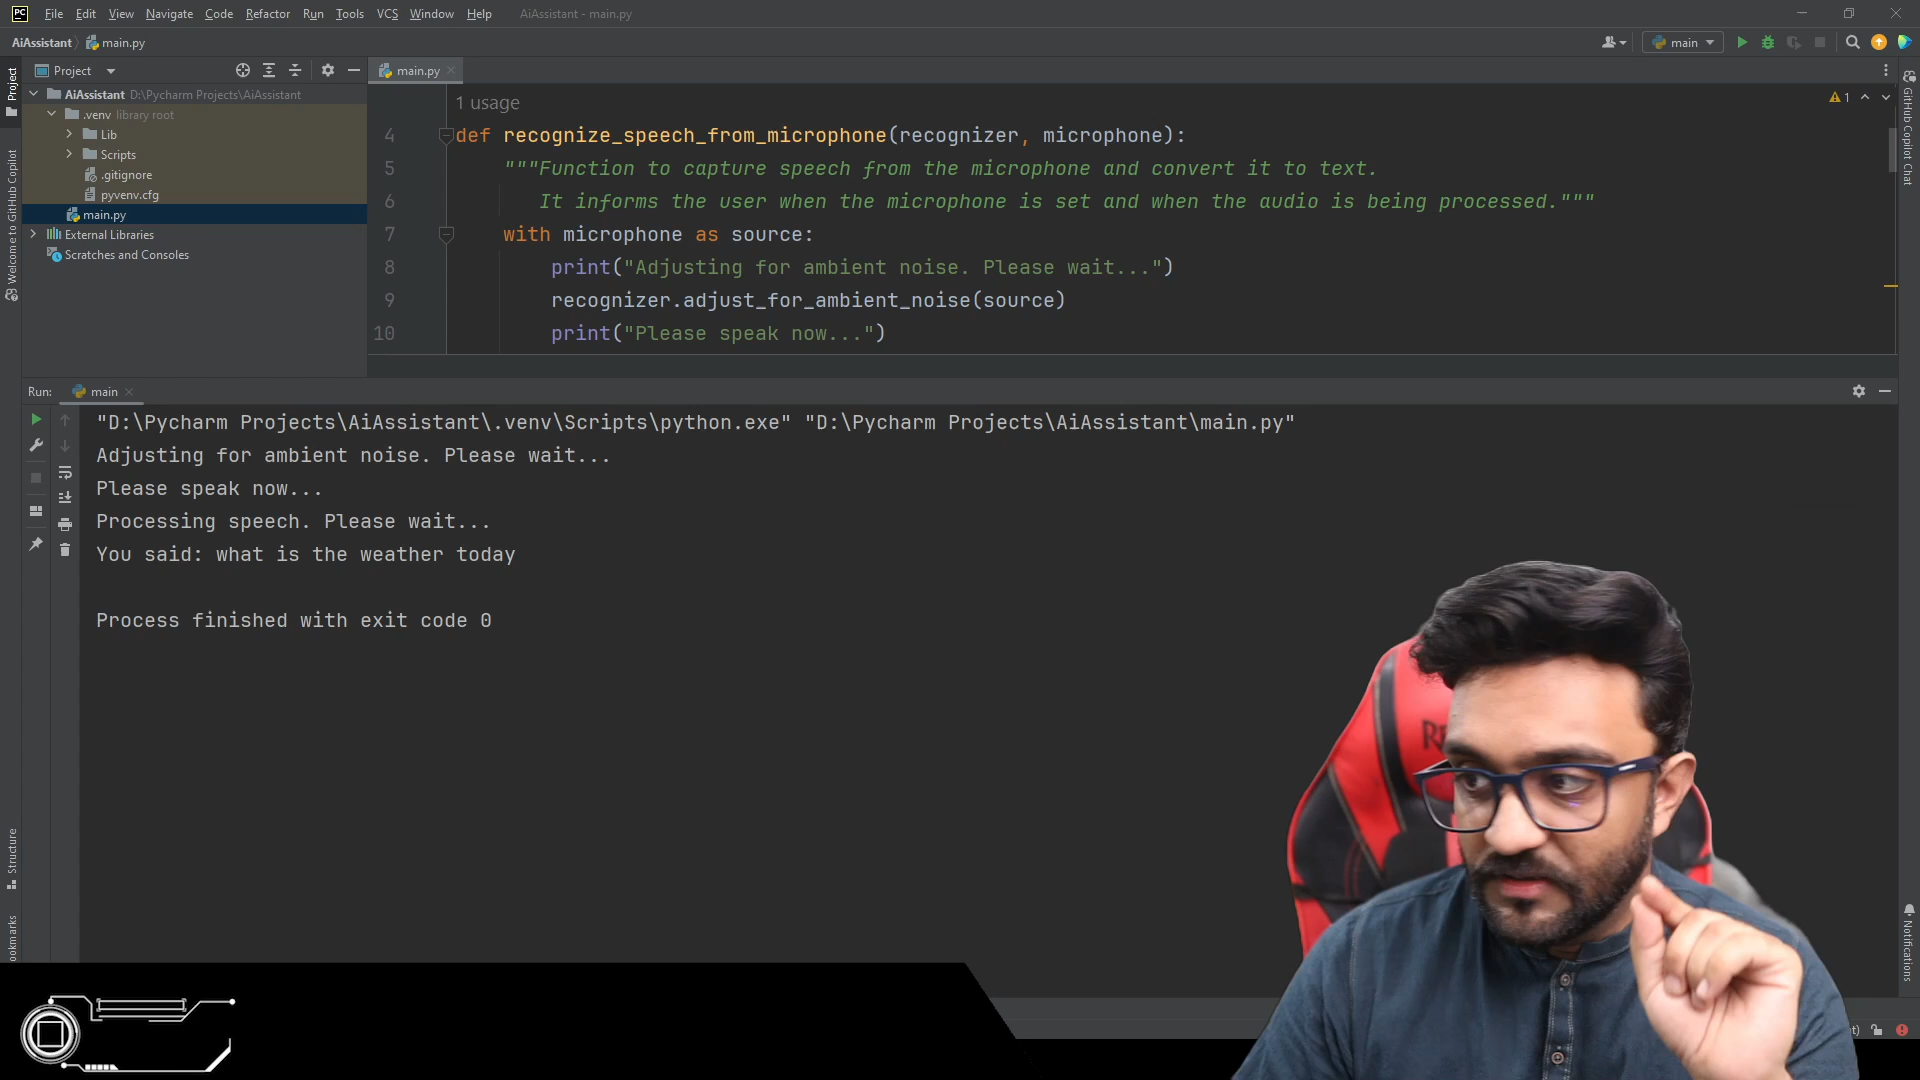 PC File Edit View Navigate Code Refactor Run Tools VCS Window Help AiAssistant - main.py
AiAssistant main.py main
Project main.py
AiAssistant D:\Pycharm Projects\AiAssistant
.venv library root
Lib
Scripts
.gitignore
pyvenv.cfg
main.py
External Libraries
Scratches and Consoles
Project
Welcome to GitHub Copilot
Structure
ookmarks
1 usage
1
4 def recognize_speech_from_microphone(recognizer, microphone):
5 """Function to capture speech from the microphone and convert it to text.
6 It informs the user when the microphone is set and when the audio is being processed."""
7 with microphone as source:
8 print("Adjusting for ambient noise. Please wait...")
9 recognizer.adjust_for_ambient_noise(source)
10 print("Please speak now...")
GitHub Copilot Chat
Notifications
Run: main
"D:\Pycharm Projects\AiAssistant\.venv\Scripts\python.exe" "D:\Pycharm Projects\AiAssistant\main.py"
Adjusting for ambient noise. Please wait...
Please speak now...
Processing speech. Please wait...
You said: what is the weather today
Process finished with exit code 0